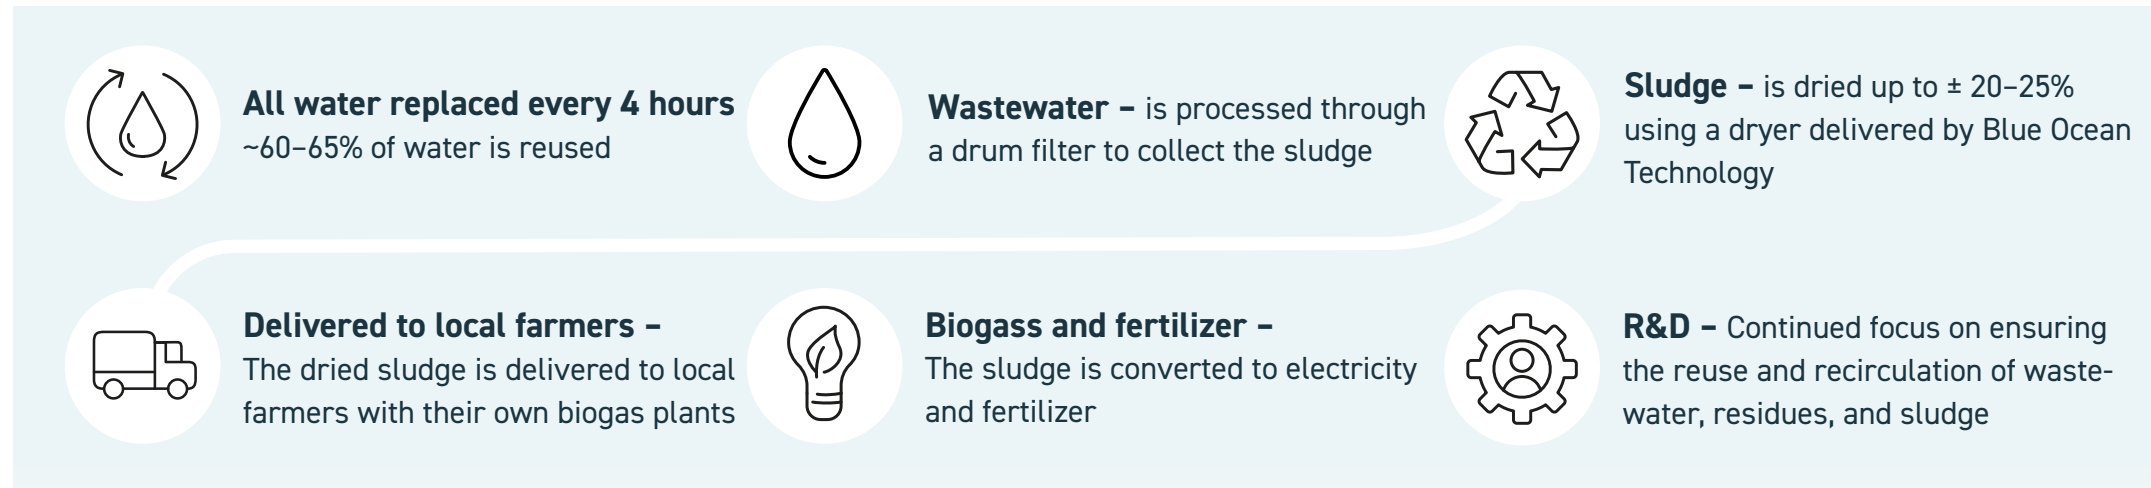 All water replaced every 4 hours
~60–65% of water is reused
Wastewater – is processed through
a drum filter to collect the sludge
Sludge – is dried up to ± 20–25%
using a dryer delivered by Blue Ocean
Technology
Delivered to local farmers –
The dried sludge is delivered to local
farmers with their own biogas plants
Biogass and fertilizer –
The sludge is converted to electricity
and fertilizer
R&D – Continued focus on ensuring
the reuse and recirculation of waste-
water, residues, and sludge